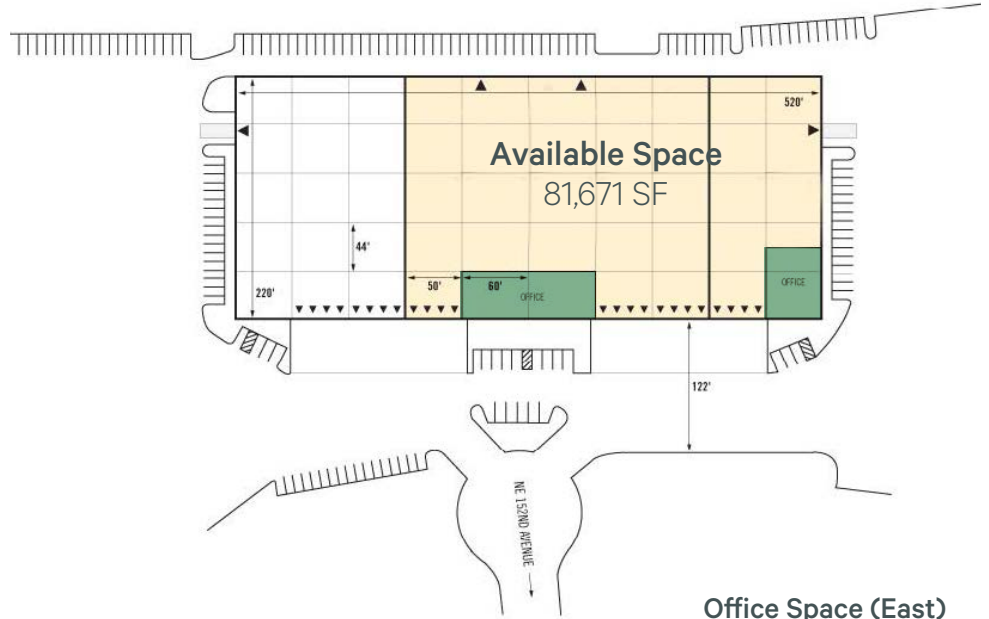 520'
Available Space
81,671 SF
44'
220'
50'
60'
OFFICE
OFFICE
122'
NE 152ND AVENUE
Office Space (East)